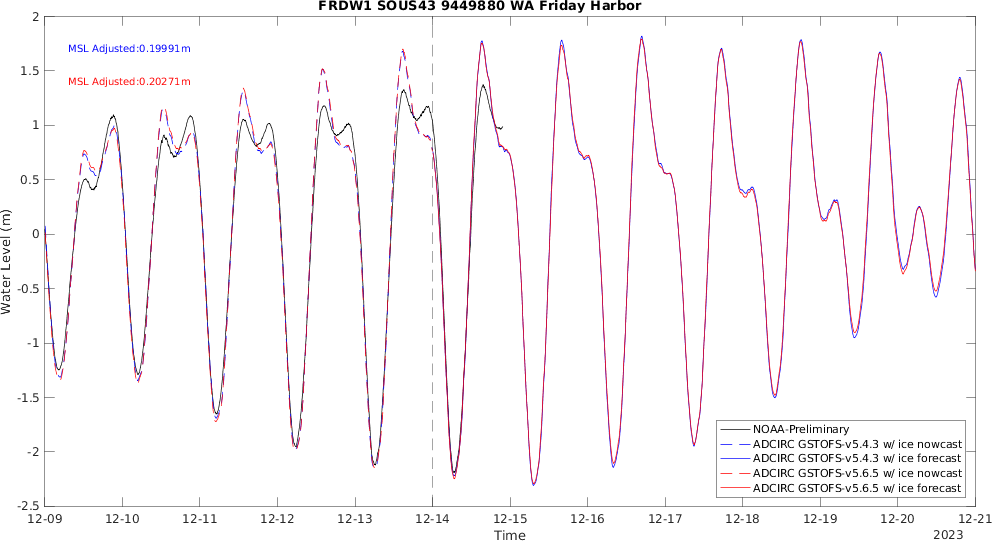 FRDW1 SOUS43 9449880 WA Friday Harbor
MSL Adjusted:0.19991m
MSL Adjusted:0.20271m
Water Level (m)
2
1.5
1
0.5
0
-0.5
-1
-1.5
-2
-2.5
NOAA-Preliminary
ADCIRC GSTOFS-v5.4.3 w/ ice nowcast
ADCIRC GSTOFS-v5.4.3 w/ ice forecast
ADCIRC GSTOFS-v5.6.5 w/ ice nowcast
ADCIRC GSTOFS-v5.6.5 w/ ice forecast
12-09 12-10 12-11 12-12 12-13 12-14 12-15 12-16 12-17 12-18 12-19 12-20 12-21
Time
2023